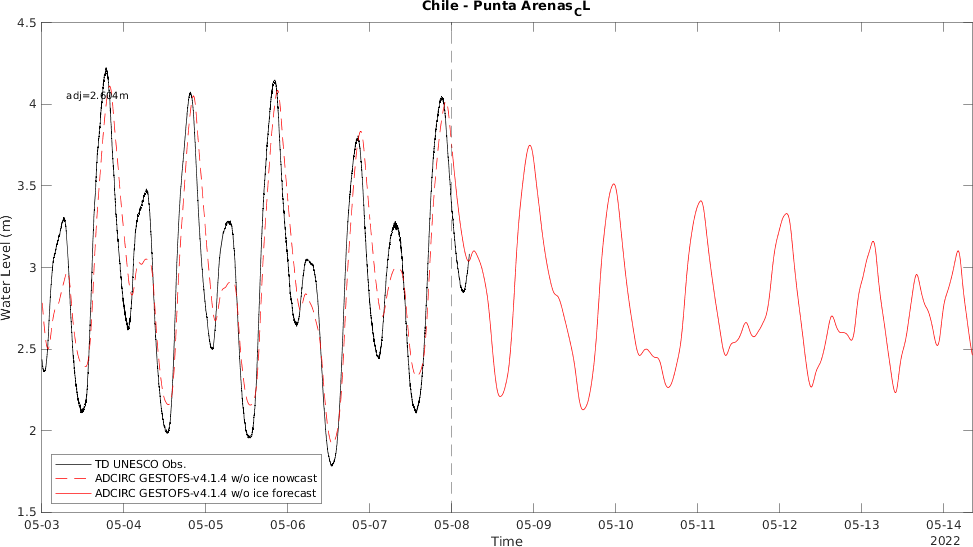 Chile - Punta Arenas_CL
4.5
4
3.5
3
2.5
2
1.5
Water Level (m)
adj=2.604m
TD UNESCO Obs.
ADCIRC GESTOFS-v4.1.4 w/o ice nowcast
ADCIRC GESTOFS-v4.1.4 w/o ice forecast
05-03 05-04 05-05 05-06 05-07 05-08 05-09 05-10 05-11 05-12 05-13 05-14
Time
2022